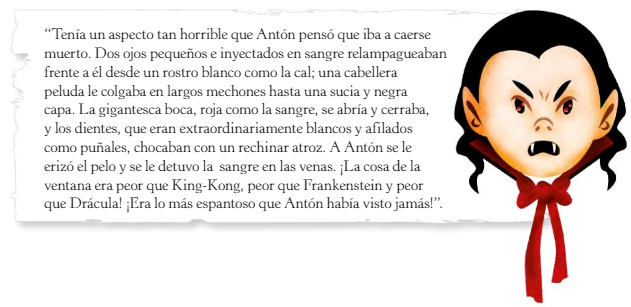 “Tenía un aspecto tan horrible que Antón pensó que iba a caerse
muerto. Dos ojos pequeños e inyectados en sangre relampagueaban
frente a él desde un rostro blanco como la cal; una cabellera
peluda le colgaba en largos mechones hasta una sucia y negra
capa. La gigantesca boca, roja como la sangre, se abría y cerraba,
y los dientes, que eran extraordinariamente blancos y afilados
como puñales, chocaban con un rechinar atroz. A Antón se le
erizó el pelo y se le detuvo la sangre en las venas. ¡La cosa de la
ventana era peor que King-Kong, peor que Frankenstein y peor
que Drácula! ¡Era lo más espantoso que Antón había visto jamás!”.